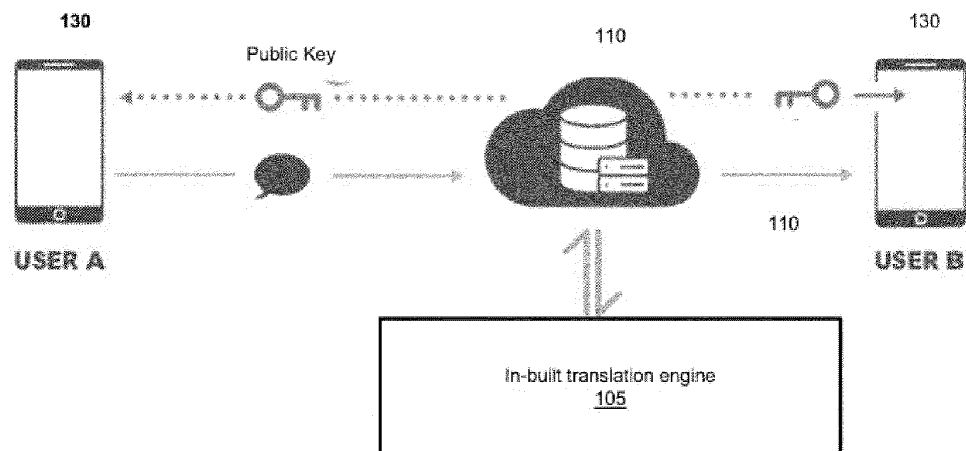 130
110
130
Public Key
110
USER A
USER B
In-built translation engine
105